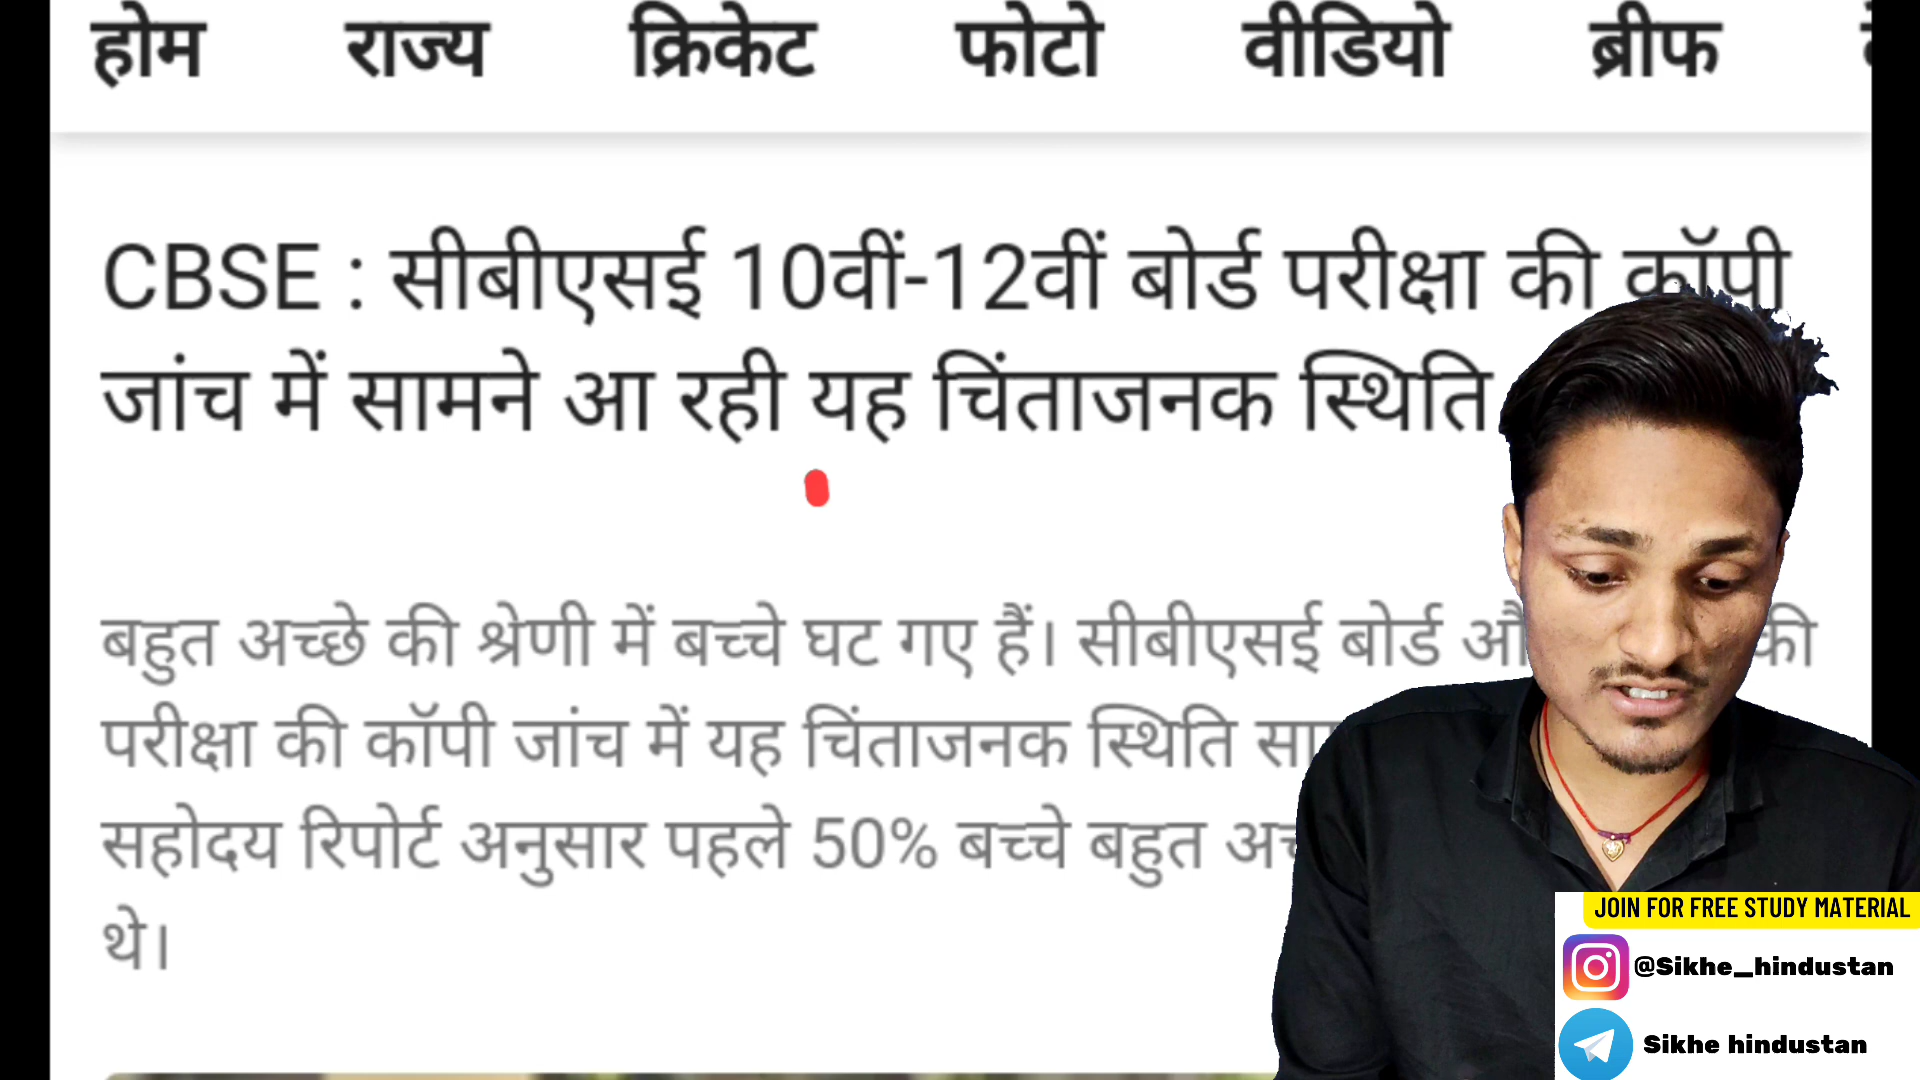 होम राज्य क्रिकेट फोटो वीडियो ब्रीफ
CBSE : सीबीएसई 10वीं-12वीं बोर्ड परीक्षा की कॉपी
जांच में सामने आ रही यह चिंताजनक स्थिति
बहुत अच्छे की श्रेणी में बच्चे घट गए हैं। सीबीएसई बोर्ड की
परीक्षा की कॉपी जांच में यह चिंताजनक स्थिति
सहोदय रिपोर्ट अनुसार पहले 50% बच्चे बहुत
थे।
JOIN FOR FREE STUDY MATERIAL
@Sikhe_hindustan
Sikhe hindustan